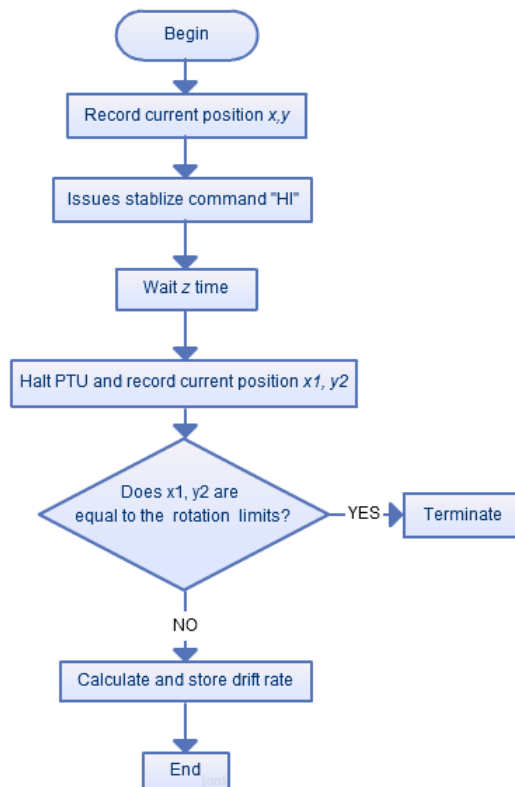 Begin
Record current position x,y
Issues stablize command "HI"
Wait z time
Halt PTU and record current position x1, y2
Does x1, y2 are
equal to the rotation limits?
YES
Terminate
NO
Calculate and store drift rate
End